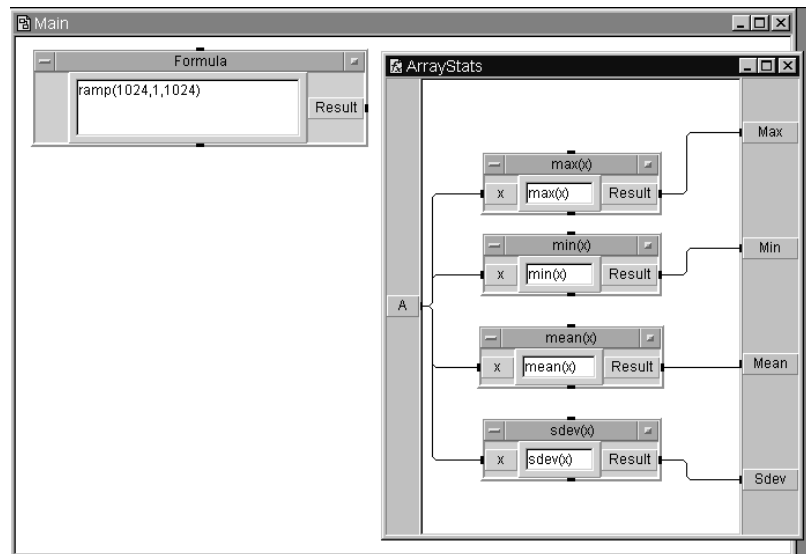 Main
Formula
ramp(1024,1,1024)
Result
ArrayStats
A
max(x)
x
max(x)
Result
Max
min(x)
x
min(x)
Result
Min
mean(x)
x
mean(x)
Result
Mean
sdev(x)
x
sdev(x)
Result
Sdev